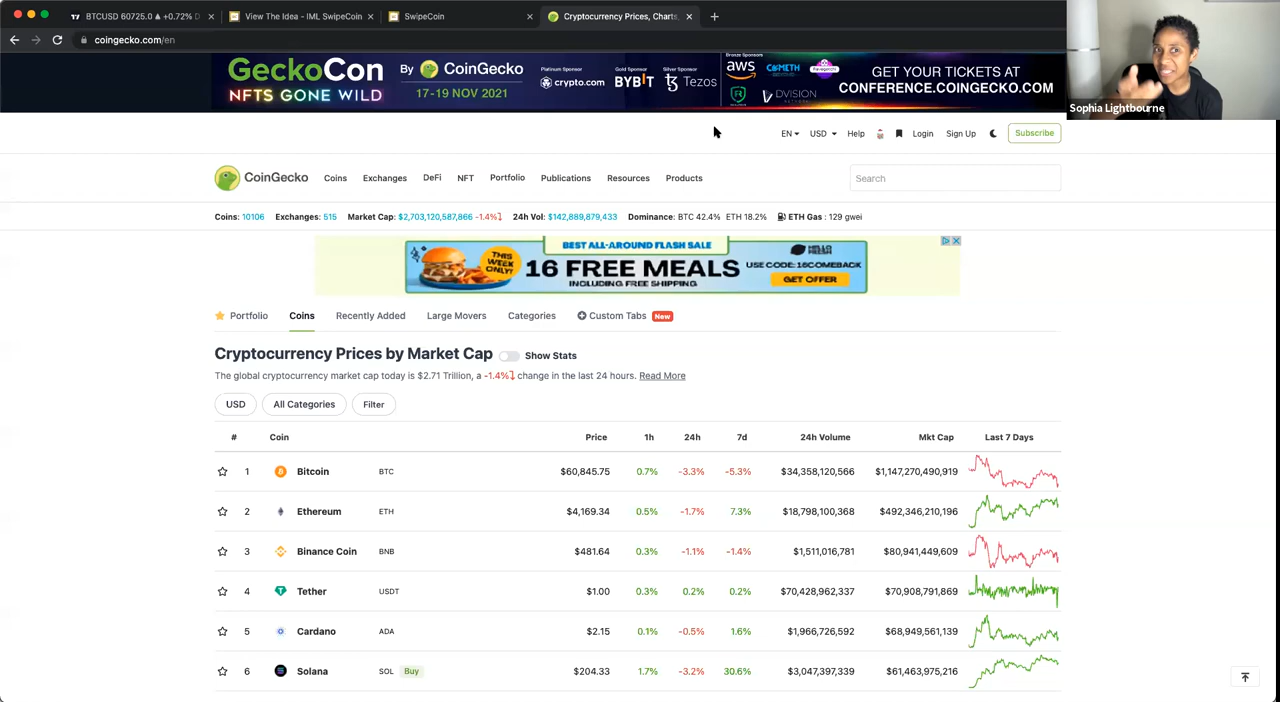 BTCUSD 60725.0 ▲ +0.72% D
View The Idea - IML SwipeCoin
SwipeCoin
Cryptocurrency Prices, Charts,
coingecko.com/en
GeckoCon
NFTS GONE WILD
By CoinGecko
17-19 NOV 2021
Platinum Sponsor
crypto.com
Gold Sponsor
BYBIT
Silver Sponsor
Tezos
Bronze Sponsors
aws
COMETH
DVISION
GET YOUR TICKETS AT
CONFERENCE.COINGECKO.COM
Sophia Lightbourne
EN USD Help Login Sign Up Subscribe
CoinGecko Coins Exchanges DeFi NFT Portfolio Publications Resources Products Search
Coins: 10106 Exchanges: 515 Market Cap: $2,703,120,587,866 -1.4% 24h Vol: $142,889,879,433 Dominance: BTC 42.4% ETH 18.2% ETH Gas : 129 gwei
THIS WEEK ONLY!
BEST ALL-AROUND FLASH SALE
16 FREE MEALS
INCLUDING FREE SHIPPING
HELLO FRESH
USE CODE: 16COMEBACK
GET OFFER
Portfolio Coins Recently Added Large Movers Categories Custom Tabs New
Cryptocurrency Prices by Market Cap Show Stats
The global cryptocurrency market cap today is $2.71 Trillion, a -1.4% change in the last 24 hours. Read More
USD All Categories Filter
# Coin Price 1h 24h 7d 24h Volume Mkt Cap Last 7 Days
1 Bitcoin BTC $60,845.75 0.7% -3.3% -5.3% $34,358,120,566 $1,147,270,490,919
2 Ethereum ETH $4,169.34 0.5% -1.7% 7.3% $18,798,100,368 $492,346,210,196
3 Binance Coin BNB $481.64 0.3% -1.1% -1.4% $1,511,016,781 $80,941,449,609
4 Tether USDT $1.00 0.3% 0.2% 0.2% $70,428,962,337 $70,908,791,869
5 Cardano ADA $2.15 0.1% -0.5% 1.6% $1,966,726,592 $68,949,561,139
6 Solana SOL Buy $204.33 1.7% -3.2% 30.6% $3,047,397,339 $61,463,975,216